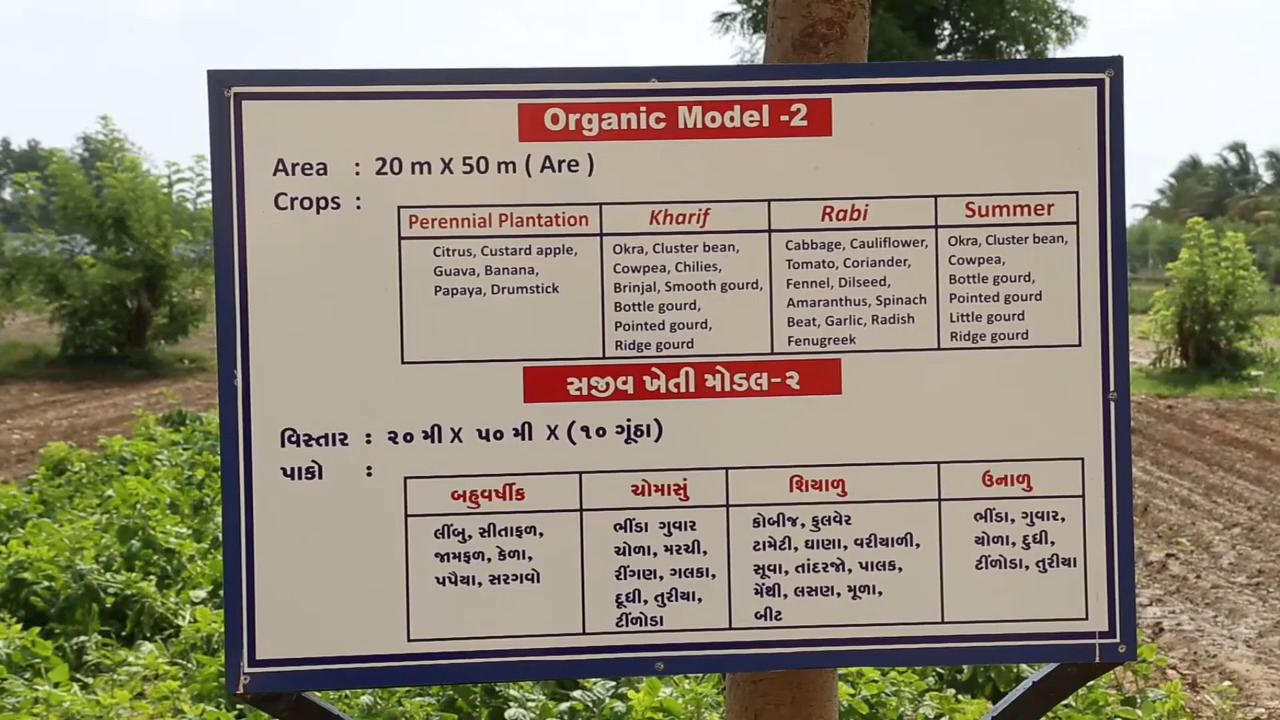 Organic Model -2
Area : 20 m X 50 m ( Are )
Crops :
Perennial Plantation
Citrus, Custard apple,
Guava, Banana,
Papaya, Drumstick
Kharif
Okra, Cluster bean,
Cowpea, Chilies,
Brinjal, Smooth gourd,
Bottle gourd,
Pointed gourd,
Ridge gourd
Rabi
Cabbage, Cauliflower,
Tomato, Coriander,
Fennel, Dilseed,
Amaranthus, Spinach
Beat, Garlic, Radish
Fenugreek
Summer
Okra, Cluster bean,
Cowpea,
Bottle gourd,
Pointed gourd
Little gourd
Ridge gourd
સજીવ ખેતી મોડલ-૨
વિસ્તાર : ૨૦ મી X ૫૦ મી X (૧૦ ગૂંઠા)
પાકો :
બહુવર્ષીક
લીંબુ, સીતાફળ,
જામફળ, કેળા,
પપૈયા, સરગવો
ચોમાસું
ભીંડા ગુવાર
ચોળા, મરચી,
રીંગણ, ગલકા,
દૂધી, તુરીયા,
ટીંળોડા
શિયાળુ
કોબીજ, ફુલવેર
ટામેટી, ઘાણા, વરીયાળી,
સૂવા, તાંદરજો, પાલક,
મેંથી, લસણ, મૂળા,
બીટ
ઉનાળુ
ભીંડા, ગુવાર,
ચોળા, દુધી,
ટીંળોડા, તુરીયા